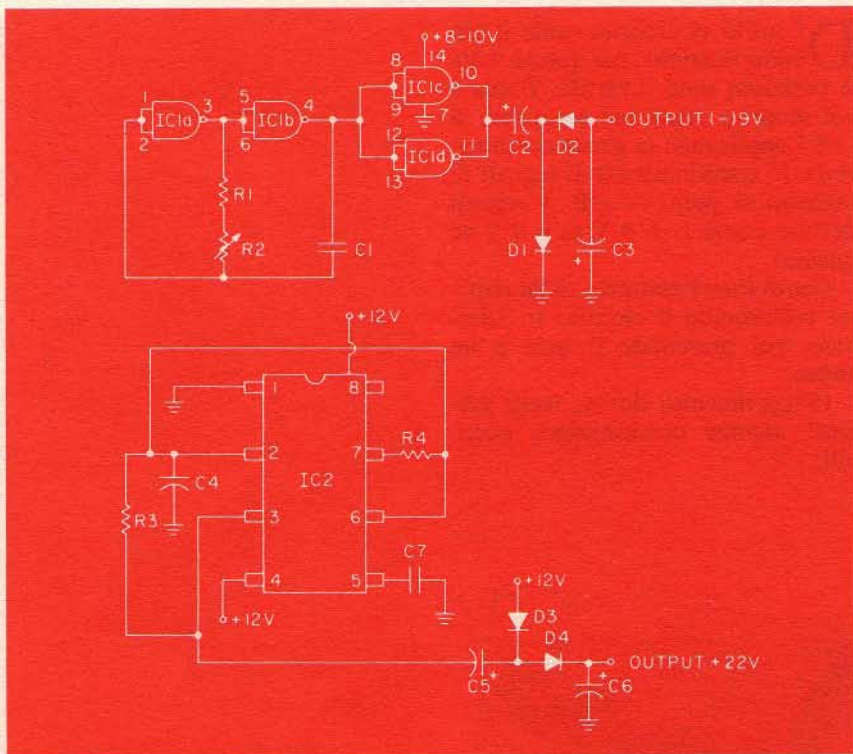 +8-10V
14
8
9
IC1c
10
7
1
2
IC1a
3
5
6
IC1b
4
12
13
IC1d
11
+
C2
D2
OUTPUT (-)9V
R1
R2
C1
D1
C3
+
+12V
1
8
2
7
R4
IC2
C4
R3
3
6
C7
4
5
+12V
+12V
D3
D4
OUTPUT +22V
C5
+
+
C6